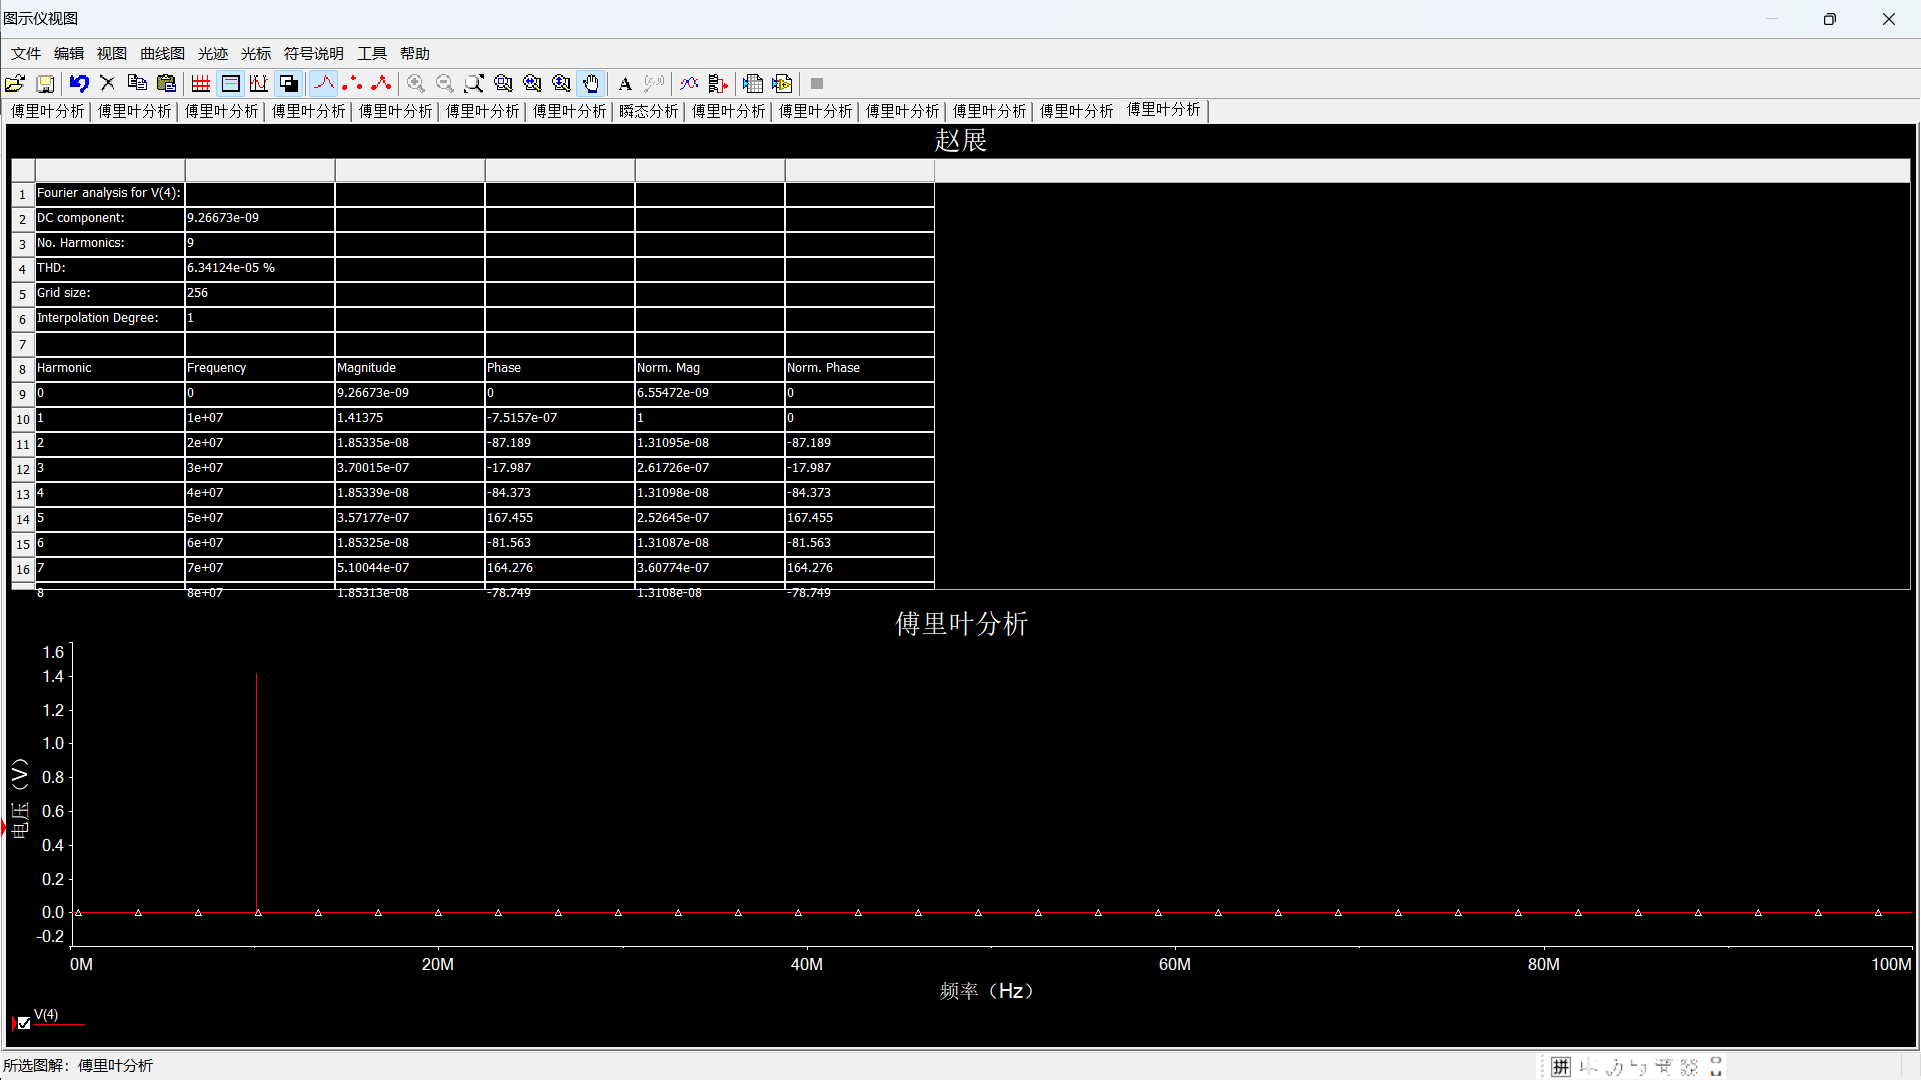 图示仪视图
文件 编辑 视图 曲线图 光迹 光标 符号说明 工具 帮助
A
傅里叶分析 傅里叶分析 傅里叶分析 傅里叶分析 傅里叶分析 傅里叶分析 傅里叶分析 瞬态分析 傅里叶分析 傅里叶分析 傅里叶分析 傅里叶分析 傅里叶分析 傅里叶分析
赵展
1 Fourier analysis for V(4):
2 DC component: 9.26673e-09
3 No. Harmonics: 9
4 THD: 6.34124e-05 %
5 Grid size: 256
6 Interpolation Degree: 1
7
8 Harmonic Frequency Magnitude Phase Norm. Mag Norm. Phase
9 0 0 9.26673e-09 0 6.55472e-09 0
10 1 1e+07 1.41375 -7.5157e-07 1 0
11 2 2e+07 1.85335e-08 -87.189 1.31095e-08 -87.189
12 3 3e+07 3.70015e-07 -17.987 2.61726e-07 -17.987
13 4 4e+07 1.85339e-08 -84.373 1.31098e-08 -84.373
14 5 5e+07 3.57177e-07 167.455 2.52645e-07 167.455
15 6 6e+07 1.85325e-08 -81.563 1.31087e-08 -81.563
16 7 7e+07 5.10044e-07 164.276 3.60774e-07 164.276
8 8e+07 1.85313e-08 -78.749 1.3108e-08 -78.749
傅里叶分析
1.6
1.4
1.2
1.0
0.8
0.6
0.4
0.2
0.0
-0.2
电压（V）
0M 20M 40M 60M 80M 100M
频率（Hz）
V(4)
所选图解：傅里叶分析
拼